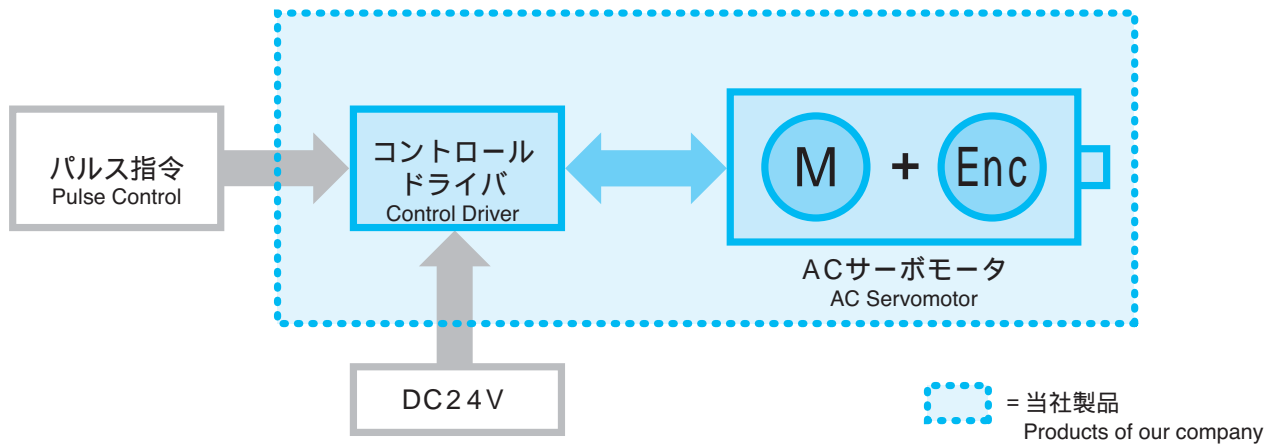 パルス指令
Pulse Control
コントロール
ドライバ
Control Driver
M + Enc
ACサーボモータ
AC Servomotor
DC24V
= 当社製品
Products of our company